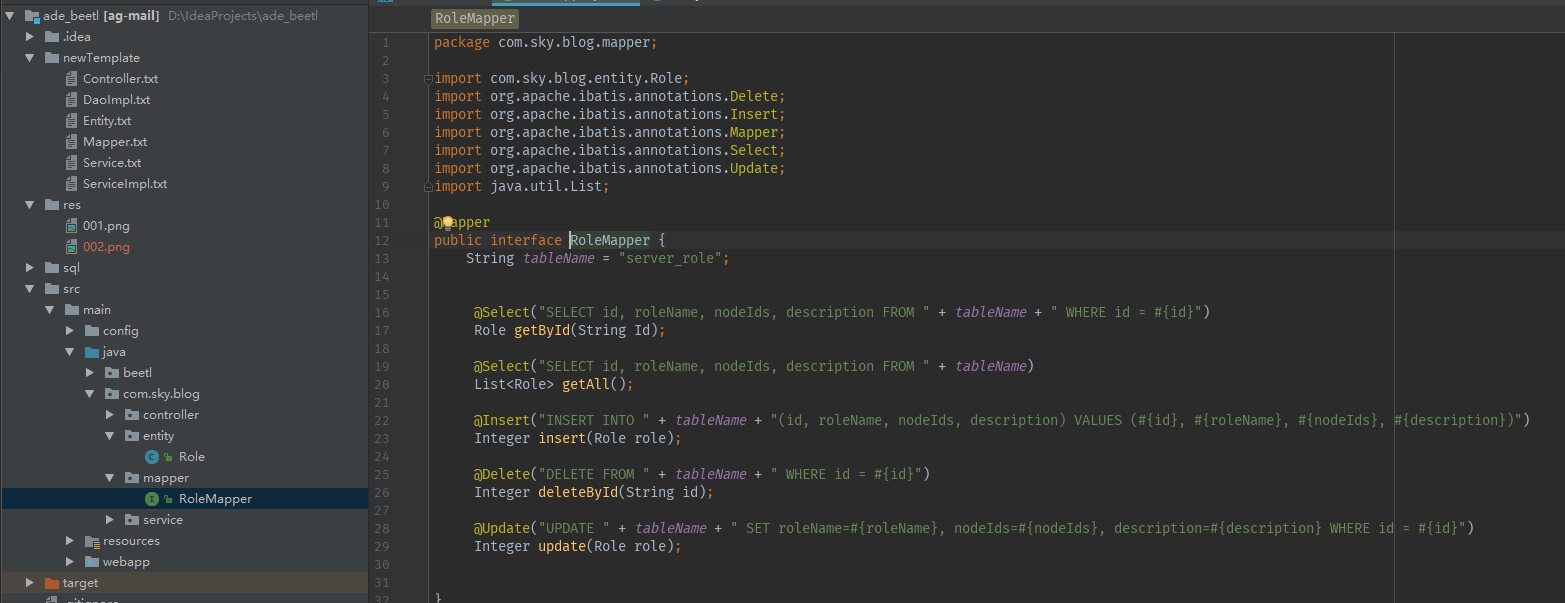 ade_beetl [ag-mail] D:\IdeaProjects\ade_beetl
.idea
newTemplate
Controller.txt
DaoImpl.txt
Entity.txt
Mapper.txt
Service.txt
ServiceImpl.txt
res
001.png
002.png
sql
src
main
config
java
beetl
com.sky.blog
controller
entity
Role
mapper
RoleMapper
service
resources
webapp
target
RoleMapper
1 package com.sky.blog.mapper;
2
3 import com.sky.blog.entity.Role;
4 import org.apache.ibatis.annotations.Delete;
5 import org.apache.ibatis.annotations.Insert;
6 import org.apache.ibatis.annotations.Mapper;
7 import org.apache.ibatis.annotations.Select;
8 import org.apache.ibatis.annotations.Update;
9 import java.util.List;
10
11 @Mapper
12 public interface RoleMapper {
13 String tableName = "server_role";
14
15
16 @Select("SELECT id, roleName, nodeIds, description FROM " + tableName + " WHERE id = #{id}")
17 Role getById(String Id);
18
19 @Select("SELECT id, roleName, nodeIds, description FROM " + tableName)
20 List<Role> getAll();
21
22 @Insert("INSERT INTO " + tableName + "(id, roleName, nodeIds, description) VALUES (#{id}, #{roleName}, #{nodeIds}, #{description})")
23 Integer insert(Role role);
24
25 @Delete("DELETE FROM " + tableName + " WHERE id = #{id}")
26 Integer deleteById(String id);
27
28 @Update("UPDATE " + tableName + " SET roleName=#{roleName}, nodeIds=#{nodeIds}, description=#{description} WHERE id = #{id}")
29 Integer update(Role role);
30
31
32 }